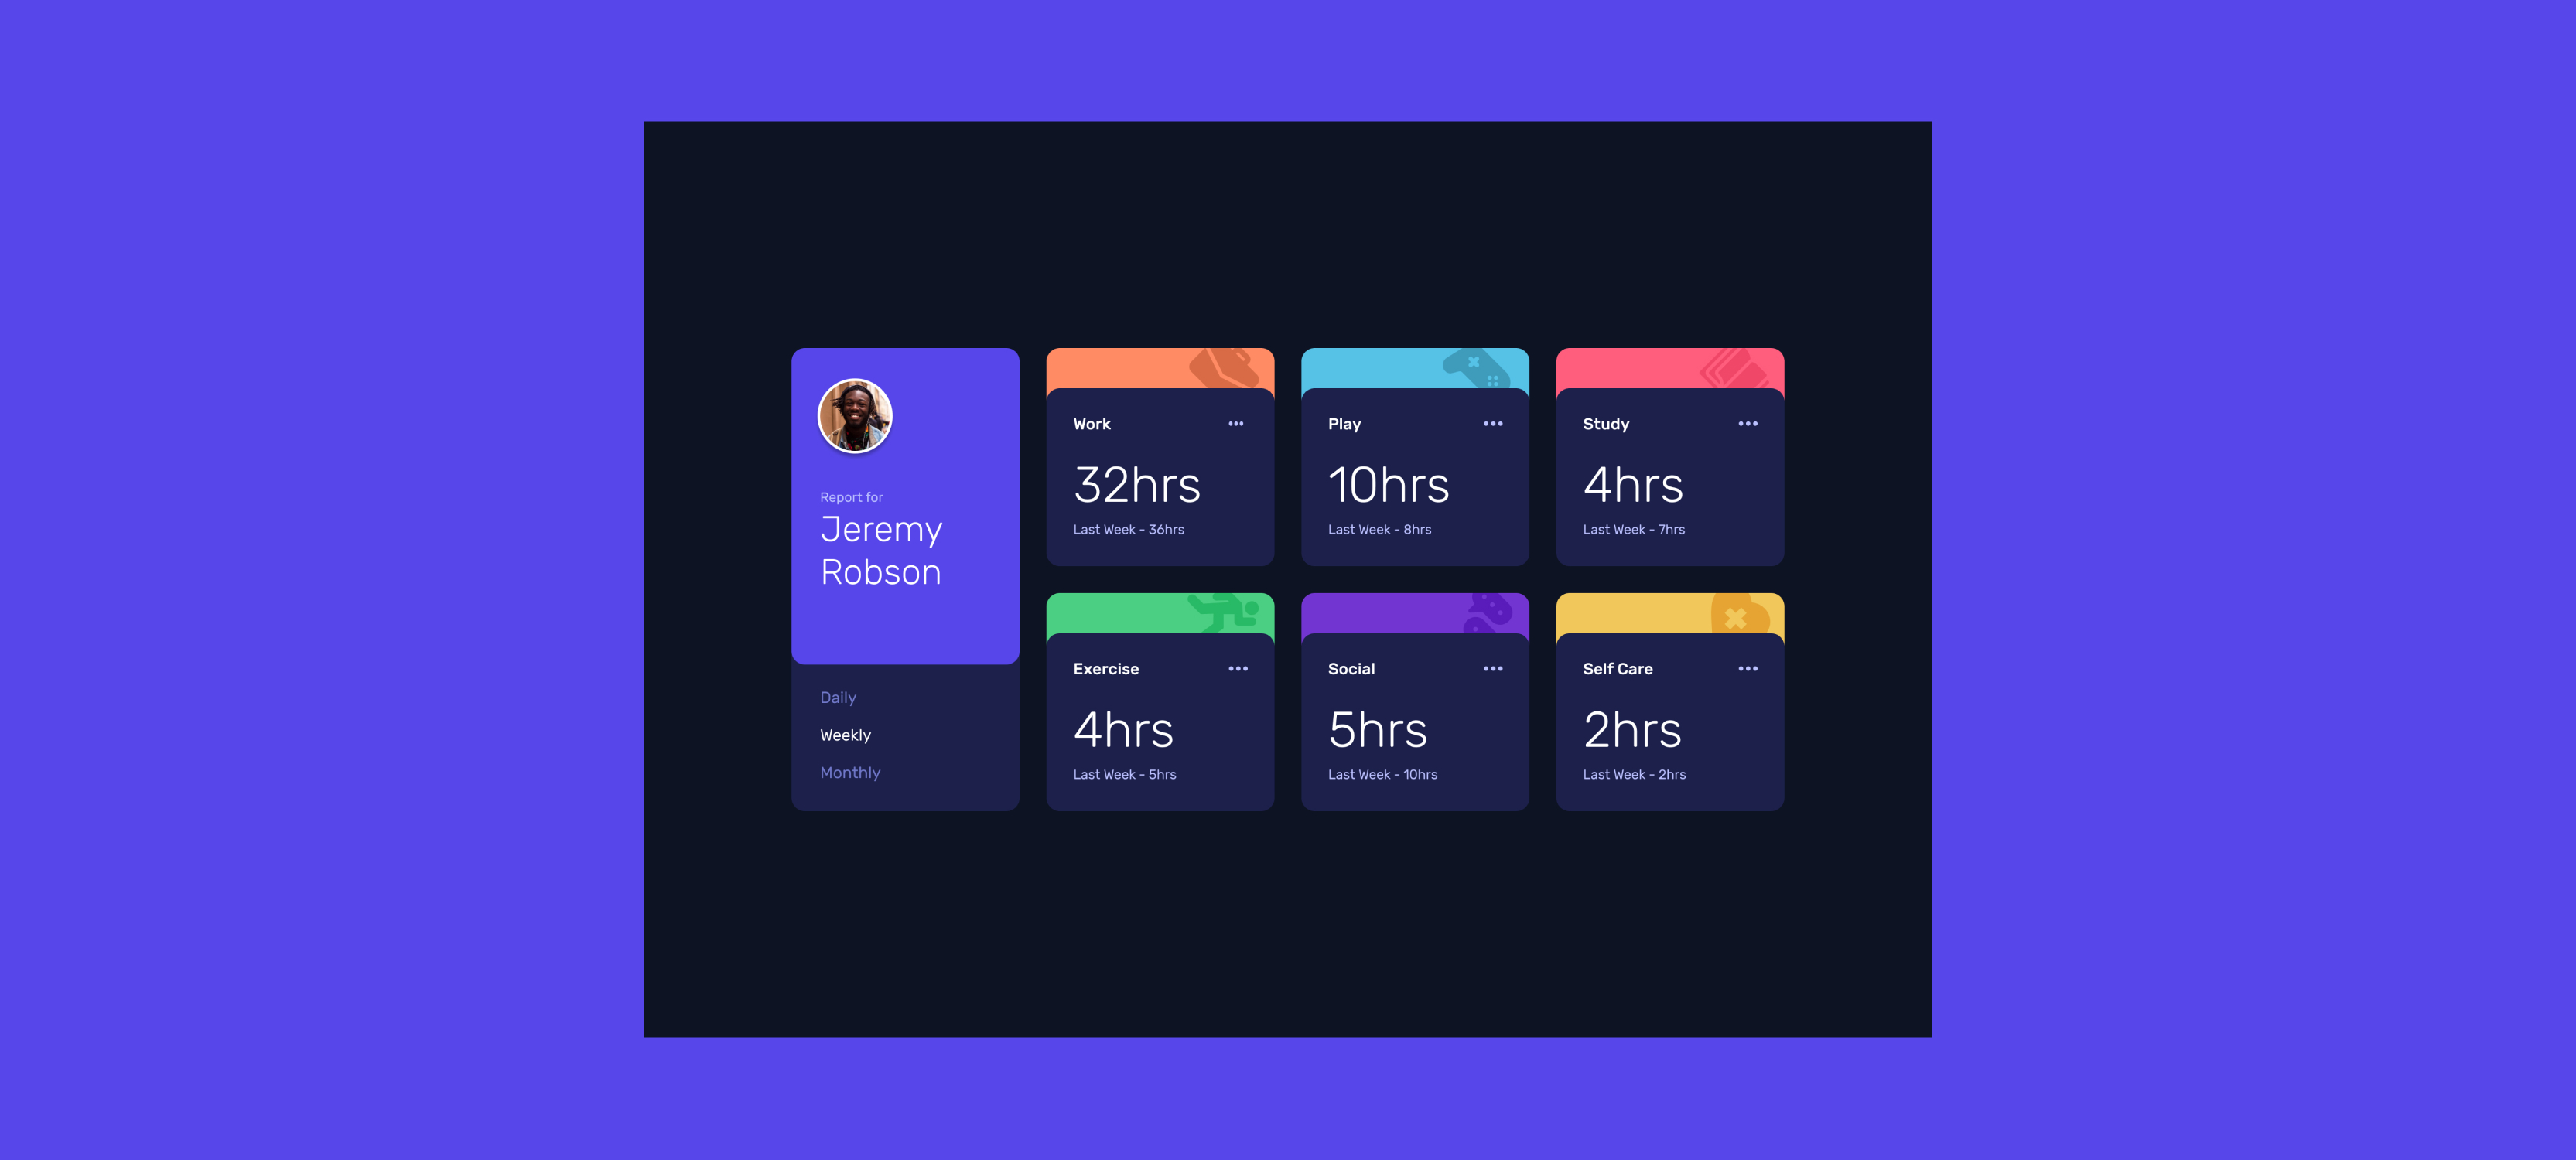 Report for
Jeremy
Robson
Daily
Weekly
Monthly
Work
32hrs
Last Week - 36hrs
Play
10hrs
Last Week - 8hrs
Study
4hrs
Last Week - 7hrs
Exercise
4hrs
Last Week - 5hrs
Social
5hrs
Last Week - 10hrs
Self Care
2hrs
Last Week - 2hrs